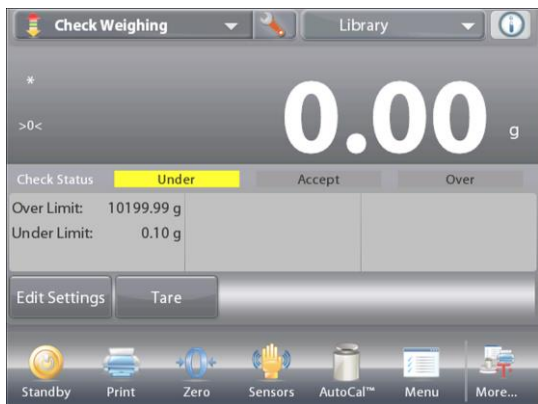 Check Weighing Library
*
>0<
0.00 g
Check Status Under Accept Over
Over Limit: 10199.99 g
Under Limit: 0.10 g
Edit Settings Tare
Standby Print Zero Sensors AutoCal™ Menu More...